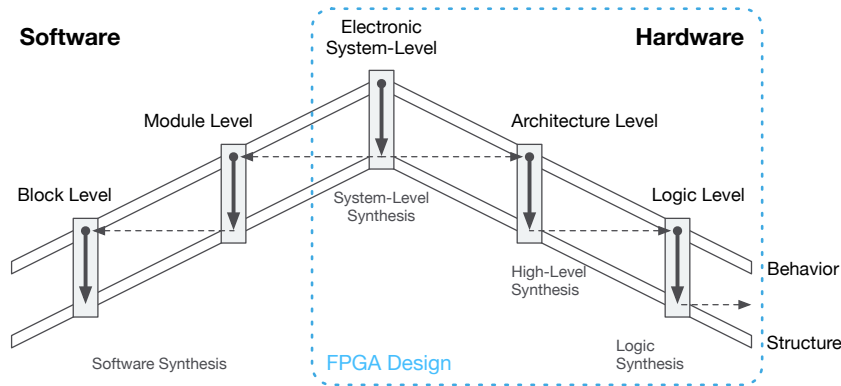 Software
Electronic
System-Level
Hardware
Module Level
Architecture Level
Block Level
System-Level
Synthesis
Logic Level
High-Level
Synthesis
Behavior
Software Synthesis
FPGA Design
Logic
Synthesis
Structure